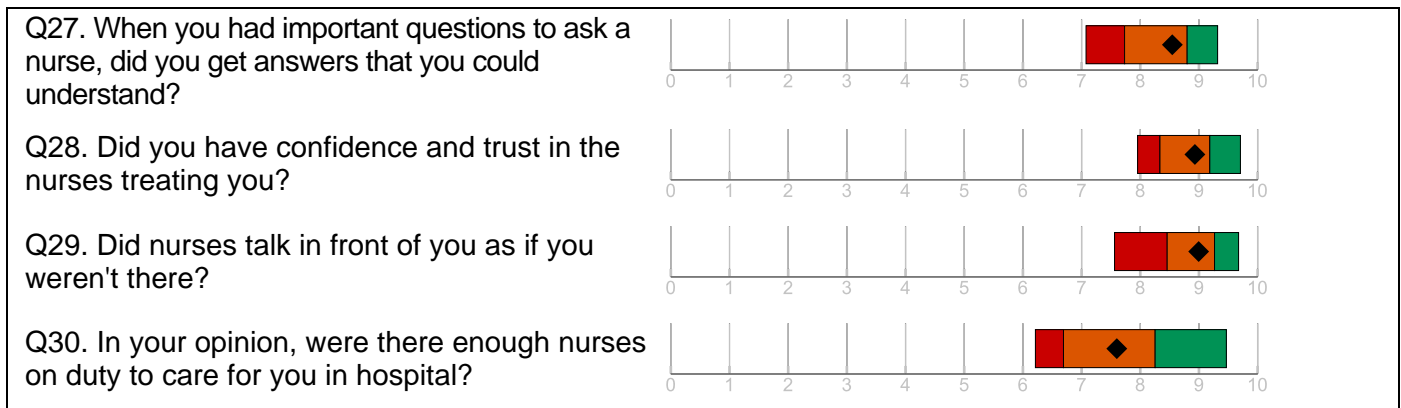 Q27. When you had important questions to ask a
nurse, did you get answers that you could
understand?
0 1 2 3 4 5 6 7 8 9 10
Q28. Did you have confidence and trust in the
nurses treating you?
0 1 2 3 4 5 6 7 8 9 10
Q29. Did nurses talk in front of you as if you
weren't there?
0 1 2 3 4 5 6 7 8 9 10
Q30. In your opinion, were there enough nurses
on duty to care for you in hospital?
0 1 2 3 4 5 6 7 8 9 10